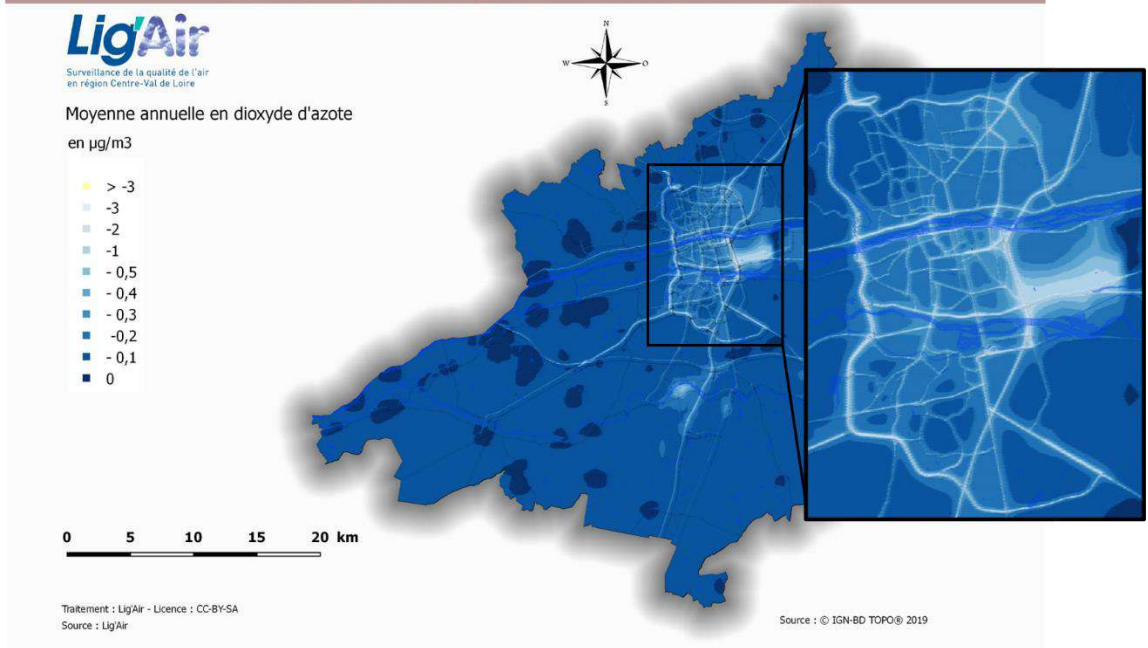 Lig'Air
Surveillance de la qualité de l'air
en région Centre-Val de Loire
Moyenne annuelle en dioxyde d'azote
en µg/m3
> -3
-3
-2
-1
- 0,5
- 0,4
- 0,3
-0,2
- 0,1
0
N
W
O
S
0 5 10 15 20 km
Traitement : Lig'Air - Licence : CC-BY-SA
Source : Lig'Air
Source : © IGN-BD TOPO® 2019